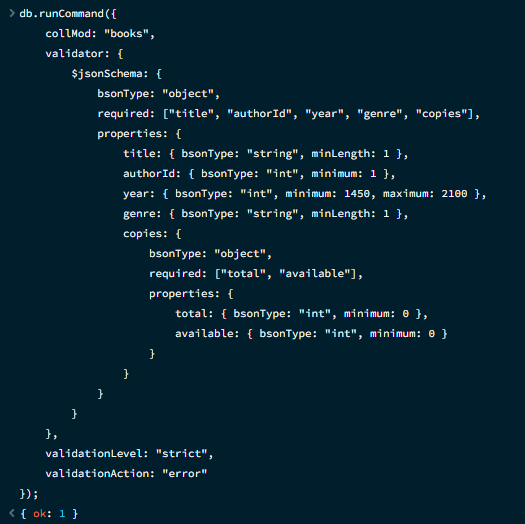 > db.runCommand({
    collMod: "books",
    validator: {
        $jsonSchema: {
            bsonType: "object",
            required: ["title", "authorId", "year", "genre", "copies"],
            properties: {
                title: { bsonType: "string", minLength: 1 },
                authorId: { bsonType: "int", minimum: 1 },
                year: { bsonType: "int", minimum: 1450, maximum: 2100 },
                genre: { bsonType: "string", minLength: 1 },
                copies: {
                    bsonType: "object",
                    required: ["total", "available"],
                    properties: {
                        total: { bsonType: "int", minimum: 0 },
                        available: { bsonType: "int", minimum: 0 }
                    }
                }
            }
        }
    },
    validationLevel: "strict",
    validationAction: "error"
});
< { ok: 1 }